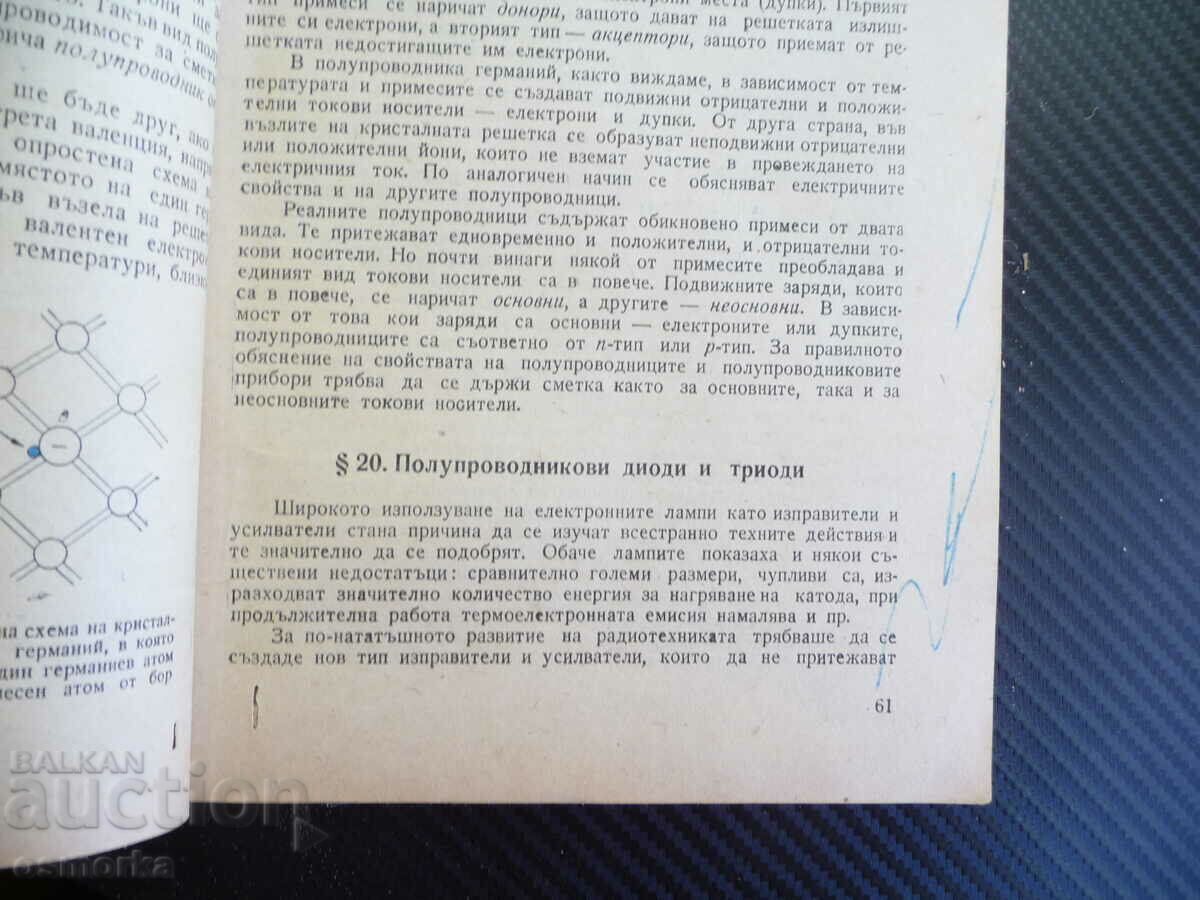 проводимост за
полупроводник
ще бъде друг, ако
валенция,
опростена схема
мястото на един
възела на
валентен
температури,
В
–
схема на кристал-
германий, в която
германиев атом
атом от бор
тип примеси се наричат донори, защото дават на решетката излиш-
ните си електрони, а вторият тип — акцептори, защото приемат от ре-
шетката недостигащите им електрони.
В полупроводника германий, както виждаме, в зависимост от тем-
пературата и примесите се създават подвижни отрицателни и положи-
телни токови носители — електрони и дупки. От друга страна, във
възлите на кристалната решетка се образуват неподвижни отрицателни
или положителни йони, които не вземат участие в провеждането на
електричния ток. По аналогичен начин се обясняват електричните
свойства и на другите полупроводници.
Реалните полупроводници съдържат обикновено примеси от двата
вида. Те притежават едновременно и положителни, и отрицателни то-
кови носители. Но почти винаги някой от примесите преобладава и
единият вид токови носители са в повече. Подвижните заряди, които
са в повече, се наричат основни, а другите — неосновни. В зависи-
мост от това кои заряди са основни — електроните или дупките,
полупроводниците са съответно от n-тип или p-тип. За правилното
обяснение на свойствата на полупроводниците и полупроводниковите
прибори трябва да се държи сметка както за основните, така и за
неосновните токови носители.
§ 20. Полупроводникови диоди и триоди
Широкото използуване на електронните лампи като изправители и
усилватели стана причина да се изучат всестранно техните действия и
те значително да се подобрят. Обаче лампите показаха и някои съ-
ществени недостатъци: сравнително големи размери, чупливи са, из-
разходват значително количество енергия за нагряване на катода, при
продължителна работа термоелектронната емисия намалява и пр.
За по-нататъшното развитие на радиотехниката трябваше да се
създаде нов тип изправители и усилватели, които да не притежават
61
BALKAN
auction
osmorka